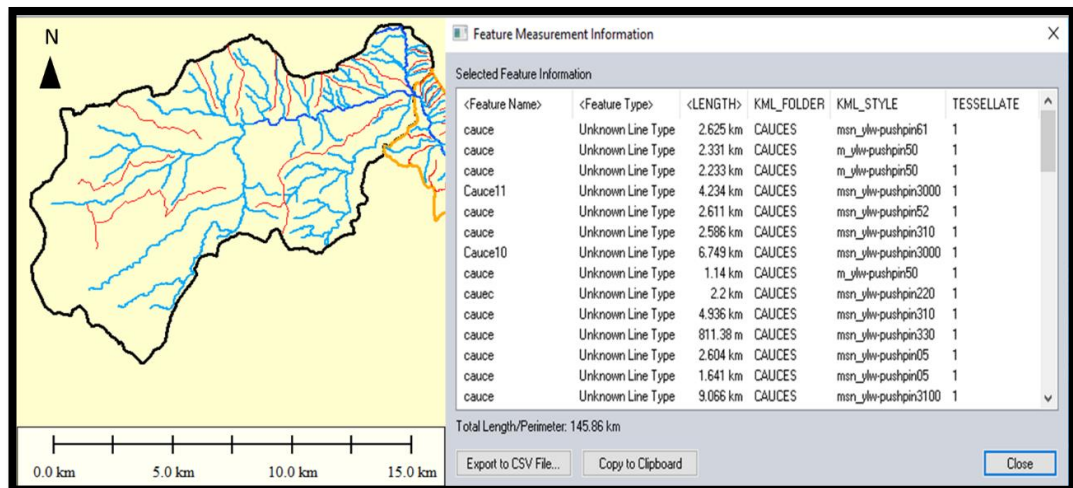 N
0.0 km 5.0 km 10.0 km 15.0 km
Feature Measurement Information
Selected Feature Information
<Feature Name> <Feature Type> <LENGTH> KML_FOLDER KML_STYLE TESSELLATE
cauce Unknown Line Type 2.625 km CAUCES msn_ylw-pushpin61 1
cauce Unknown Line Type 2.331 km CAUCES m_ylw-pushpin50 1
cauce Unknown Line Type 2.233 km CAUCES m_ylw-pushpin50 1
Cauce11 Unknown Line Type 4.234 km CAUCES msn_ylw-pushpin3000 1
cauce Unknown Line Type 2.611 km CAUCES msn_ylw-pushpin52 1
cauce Unknown Line Type 2.586 km CAUCES msn_ylw-pushpin310 1
Cauce10 Unknown Line Type 6.749 km CAUCES msn_ylw-pushpin3000 1
cauce Unknown Line Type 1.14 km CAUCES m_ylw-pushpin50 1
cauec Unknown Line Type 2.2 km CAUCES msn_ylw-pushpin220 1
cauce Unknown Line Type 4.936 km CAUCES msn_ylw-pushpin310 1
cauce Unknown Line Type 811.38 m CAUCES msn_ylw-pushpin330 1
cauce Unknown Line Type 2.604 km CAUCES msn_ylw-pushpin05 1
cauce Unknown Line Type 1.641 km CAUCES msn_ylw-pushpin05 1
cauce Unknown Line Type 9.066 km CAUCES msn_ylw-pushpin3100 1
Total Length/Perimeter: 145.86 km
Export to CSV File... Copy to Clipboard Close